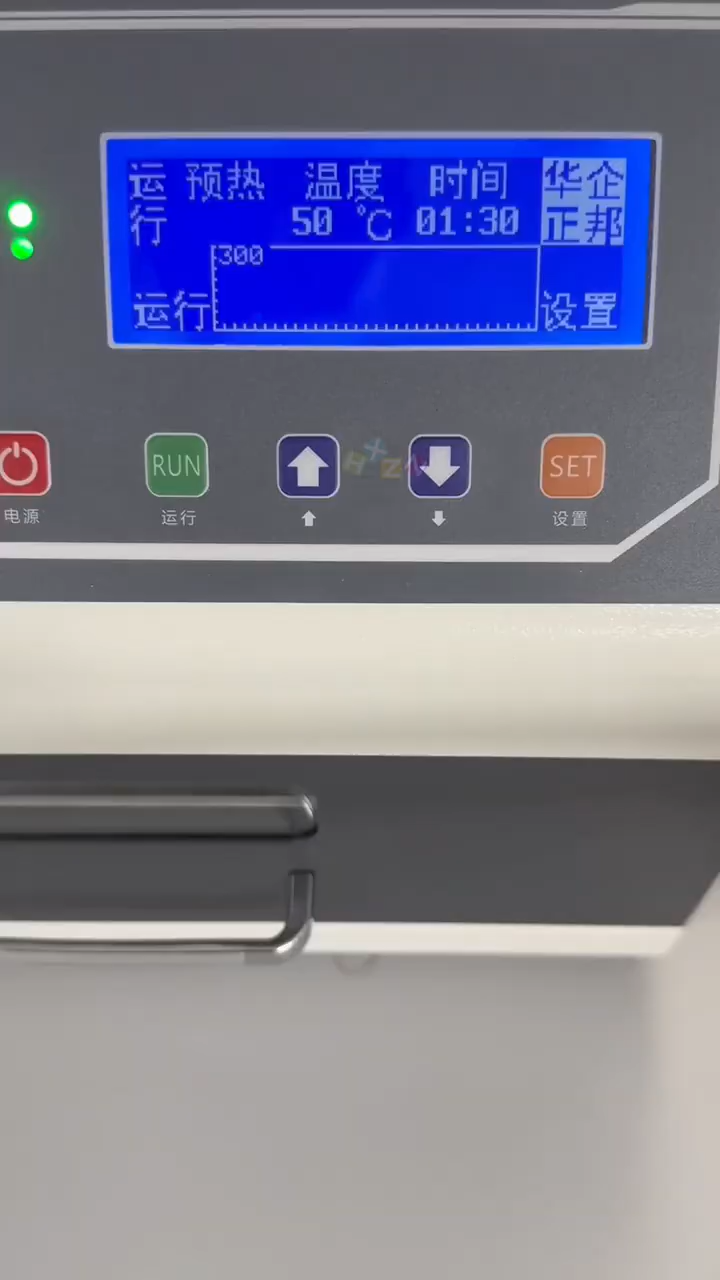 运 预热 温度 时间 华企
行 50 ℃ 01:30 正邦
300
运行 设置
RUN SET
电源 运行 设置